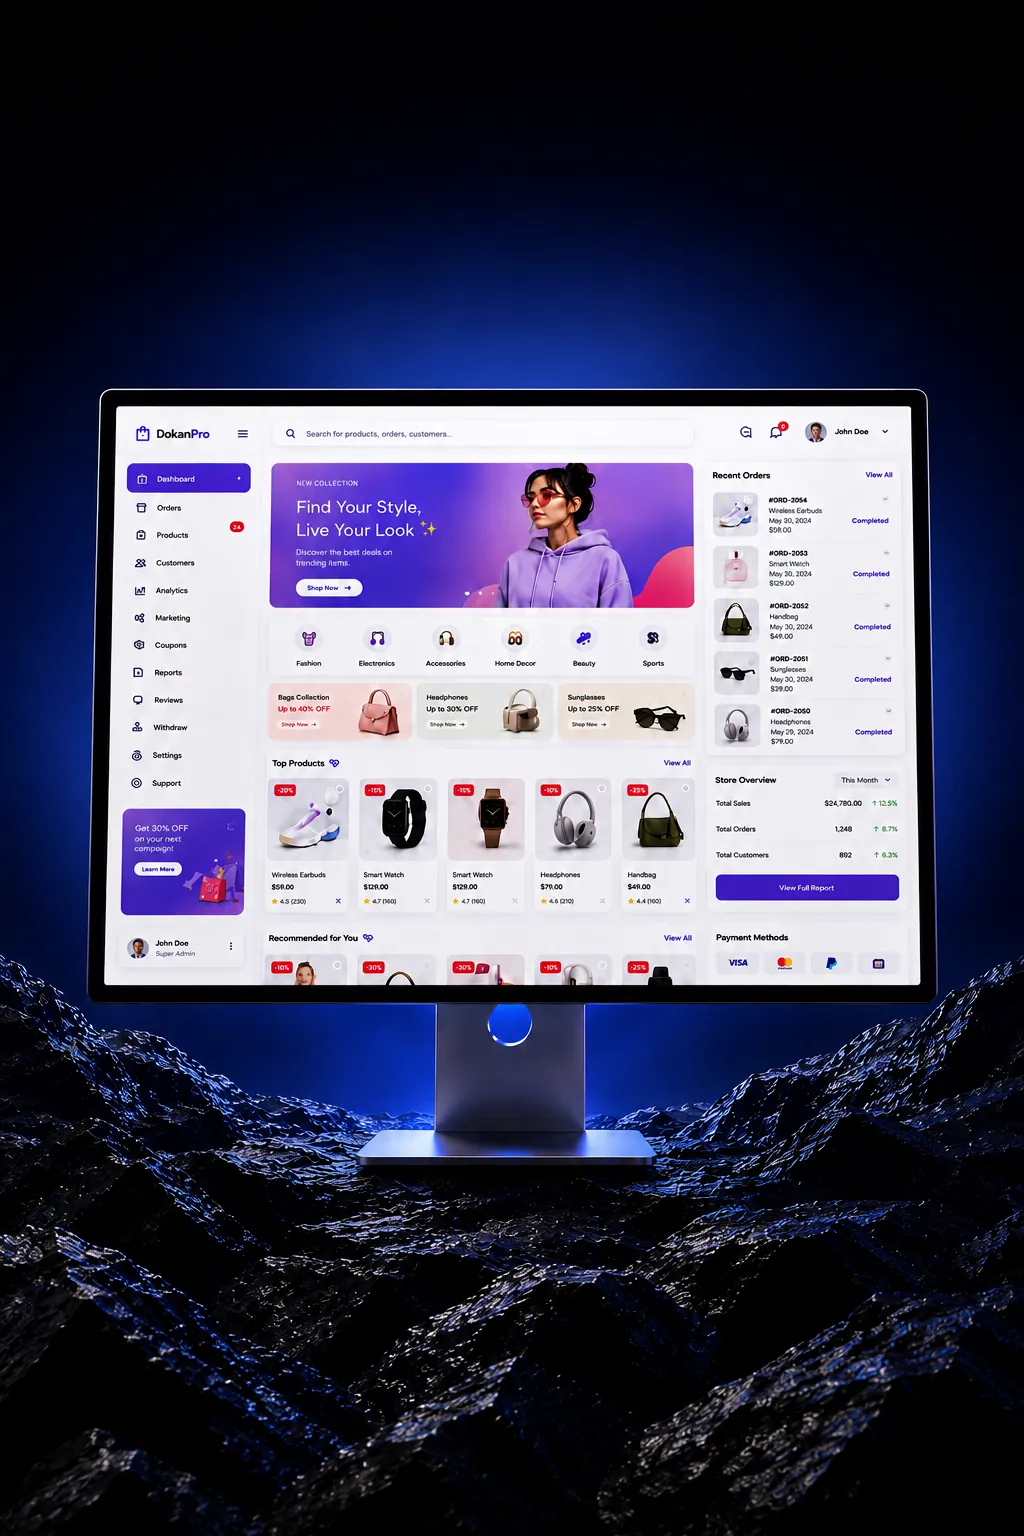 DokanPro
Search for products, orders, customers...
John Doe
Dashboard
Orders
Products
24
Customers
Analytics
Marketing
Coupons
Reports
Reviews
Withdraw
Settings
Support
Get 30% OFF
on your next
campaign!
Learn More
John Doe
Super Admin
NEW COLLECTION
Find Your Style,
Live Your Look ✨
Discover the best deals on
trending items.
Shop Now →
Fashion
Electronics
Accessories
Home Decor
Beauty
Sports
Bags Collection
Up to 40% OFF
Shop Now →
Headphones
Up to 30% OFF
Shop Now →
Sunglasses
Up to 25% OFF
Shop Now →
Top Products
View All
-20%
Wireless Earbuds
$59.00
4.5 (230)
-15%
Smart Watch
$129.00
4.7 (160)
-15%
Smart Watch
$129.00
4.7 (160)
-10%
Headphones
$79.00
4.6 (210)
-25%
Handbag
$49.00
4.4 (160)
Recommended for You
View All
-10%
-30%
-30%
-10%
-25%
Recent Orders
View All
#ORD-2054
Wireless Earbuds
May 30, 2024
Completed
#ORD-2053
Smart Watch
May 30, 2024
Completed
$129.00
#ORD-2052
Handbag
May 30, 2024
Completed
$49.00
#ORD-2051
Sunglasses
May 30, 2024
Completed
#ORD-2050
Headphones
May 29, 2024
Completed
$79.00
Store Overview
This Month
Total Sales
$24,780.00
↑ 12.5%
Total Orders
1,248
↑ 8.7%
Total Customers
892
↑ 6.3%
View Full Report
Payment Methods
VISA